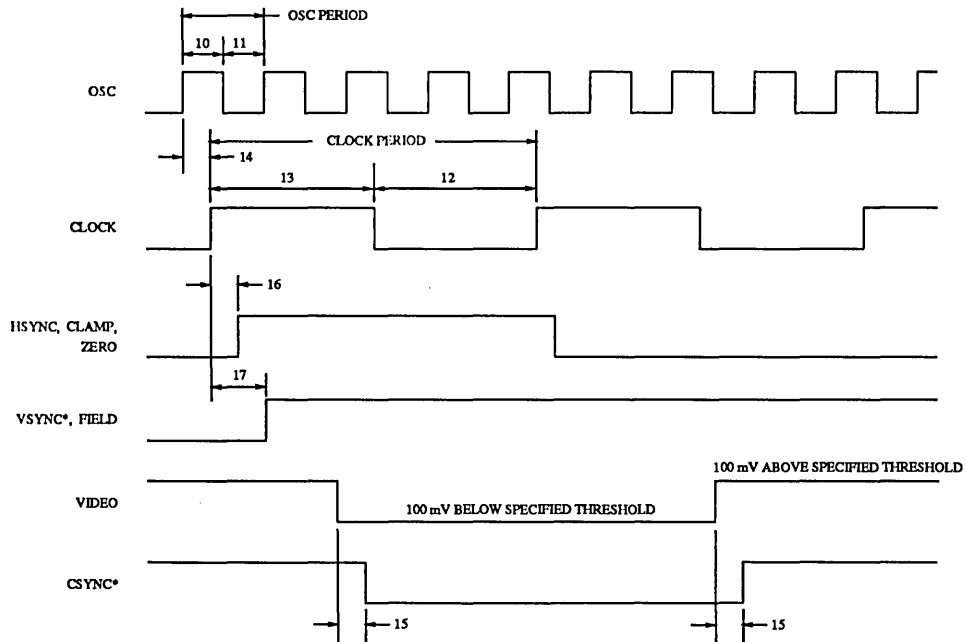 OSC PERIOD
10 11
OSC
CLOCK PERIOD
14
13 12
CLOCK
16
HSYNC, CLAMP,
ZERO
17
VSYNC*, FIELD
100 mV ABOVE SPECIFIED THRESHOLD
VIDEO
100 mV BELOW SPECIFIED THRESHOLD
CSYNC*
15 15